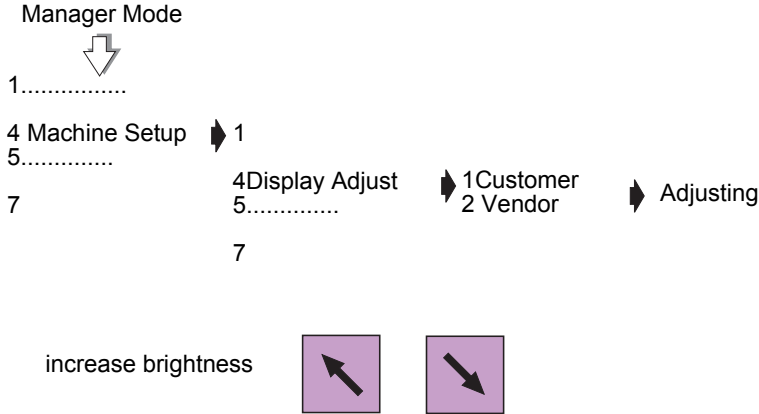 Manager Mode
1................
4 Machine Setup
5..............
7
1
4Display Adjust
5..............
7
1Customer
2 Vendor
Adjusting
increase brightness